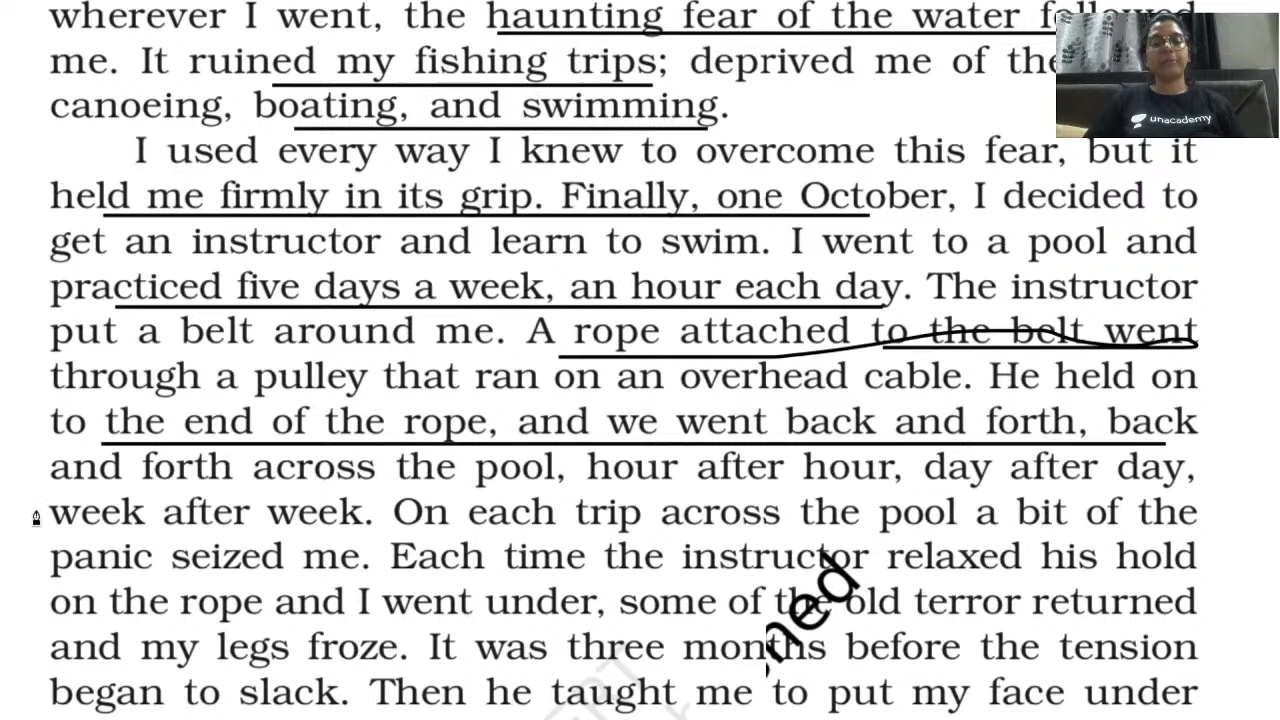 wherever I went, the haunting fear of the water followed
me. It ruined my fishing trips; deprived me of the
canoeing, boating, and swimming.
unacademy
I used every way I knew to overcome this fear, but it
held me firmly in its grip. Finally, one October, I decided to
get an instructor and learn to swim. I went to a pool and
practiced five days a week, an hour each day. The instructor
put a belt around me. A rope attached to the belt went
through a pulley that ran on an overhead cable. He held on
to the end of the rope, and we went back and forth, back
and forth across the pool, hour after hour, day after day,
week after week. On each trip across the pool a bit of the
panic seized me. Each time the instructor relaxed his hold
on the rope and I went under, some of the old terror returned
and my legs froze. It was three months before the tension
began to slack. Then he taught me to put my face under